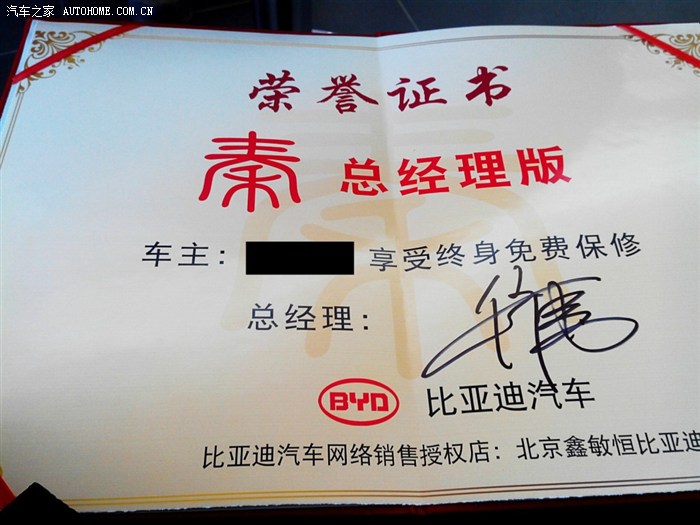 汽车之家 AUTOHOME.COM.CN
荣誉证书
秦 总经理版
车主: 享受终身免费保修
总经理:
BYD 比亚迪汽车
比亚迪汽车网络销售授权店: 北京鑫敏恒比亚迪